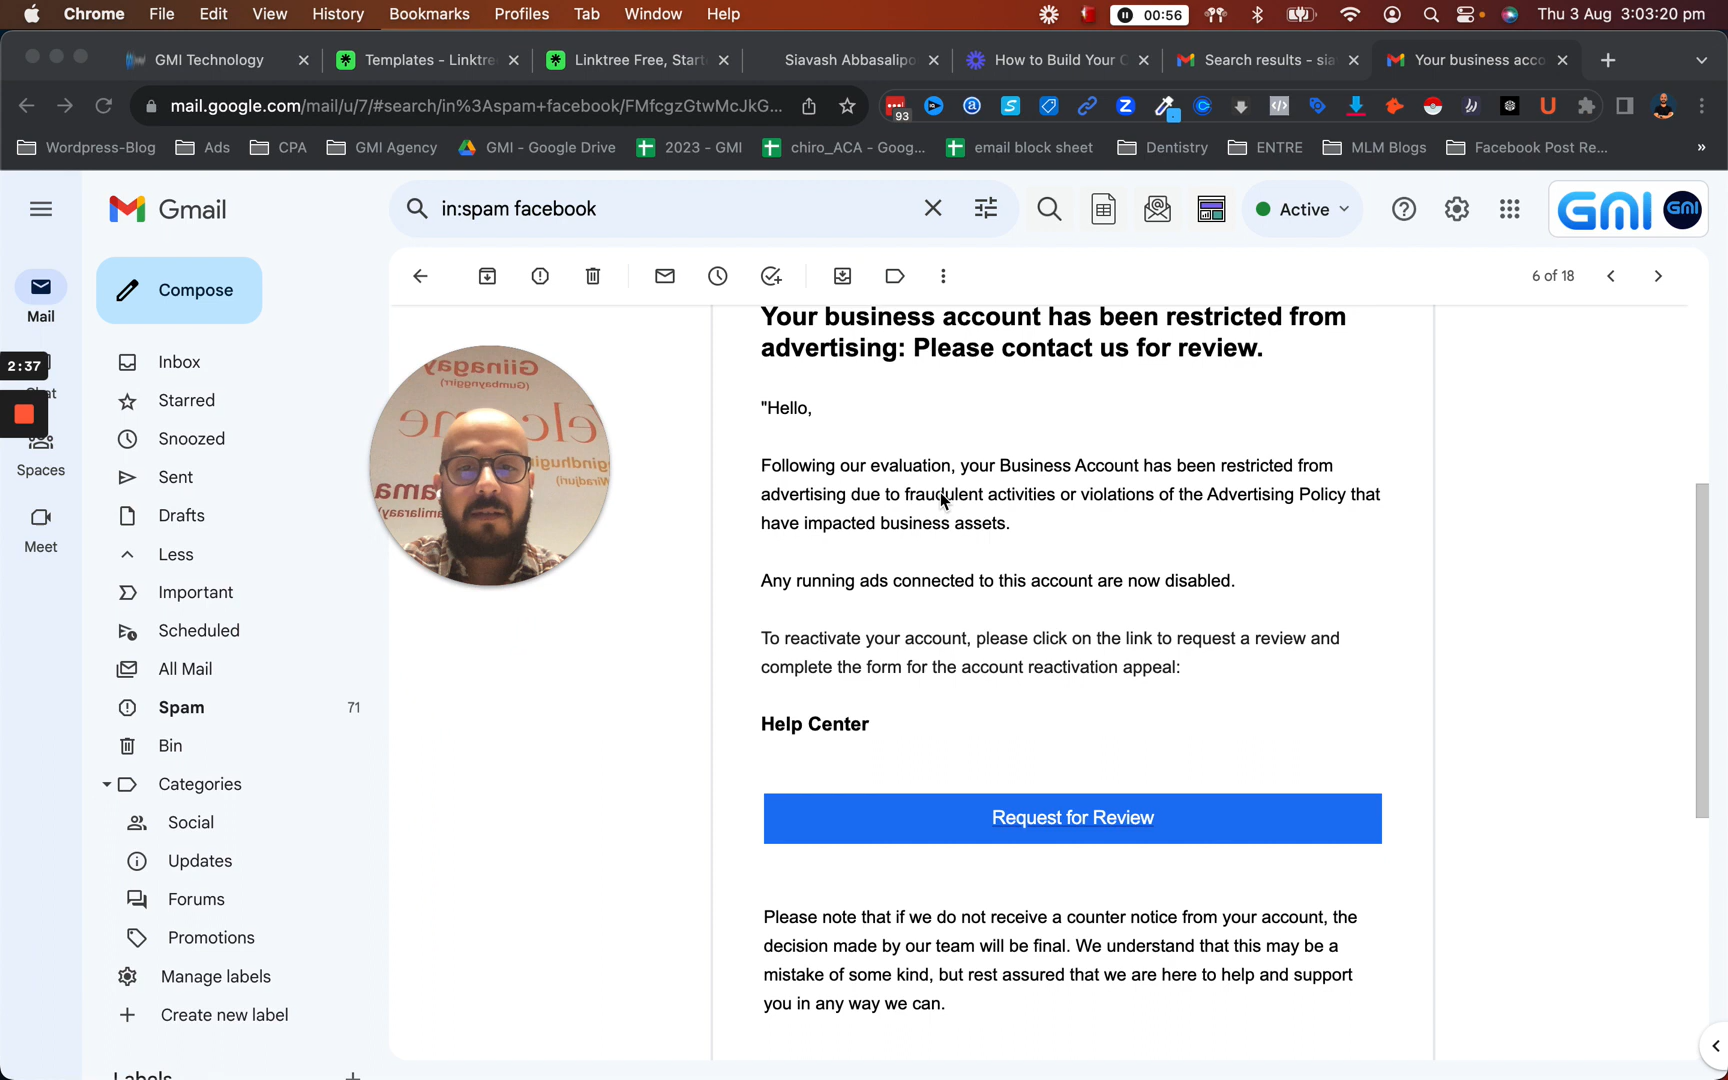 Chrome File Edit View History Bookmarks Profiles Tab Window Help 00:56 Thu 3 Aug 3:03:20 pm
GMI Technology Templates - Linktre Linktree Free, Start Siavash Abbasalipo How to Build Your C Search results - sia Your business acco
mail.google.com/mail/u/7/#search/in%3Aspam+facebook/FMfcgzGtwMcJkG... 93
Wordpress-Blog Ads CPA GMI Agency GMI - Google Drive 2023 - GMI chiro_ACA - Goog... email block sheet Dentistry ENTRE MLM Blogs Facebook Post Re... »
Gmail in:spam facebook Active GMI GMI
Compose
6 of 18
Mail
2:37
Spaces
Meet
Inbox
Starred
Snoozed
Sent
Drafts
Less
Important
Scheduled
All Mail
Spam 71
Bin
Categories
Social
Updates
Forums
Promotions
Manage labels
Create new label
Labels
Giinagay
(Gumbaynggirr)
Welcome
Your business account has been restricted from
advertising: Please contact us for review.
"Hello,
Following our evaluation, your Business Account has been restricted from
advertising due to fraudulent activities or violations of the Advertising Policy that
have impacted business assets.
Any running ads connected to this account are now disabled.
To reactivate your account, please click on the link to request a review and
complete the form for the account reactivation appeal:
Help Center
Request for Review
Please note that if we do not receive a counter notice from your account, the
decision made by our team will be final. We understand that this may be a
mistake of some kind, but rest assured that we are here to help and support
you in any way we can.